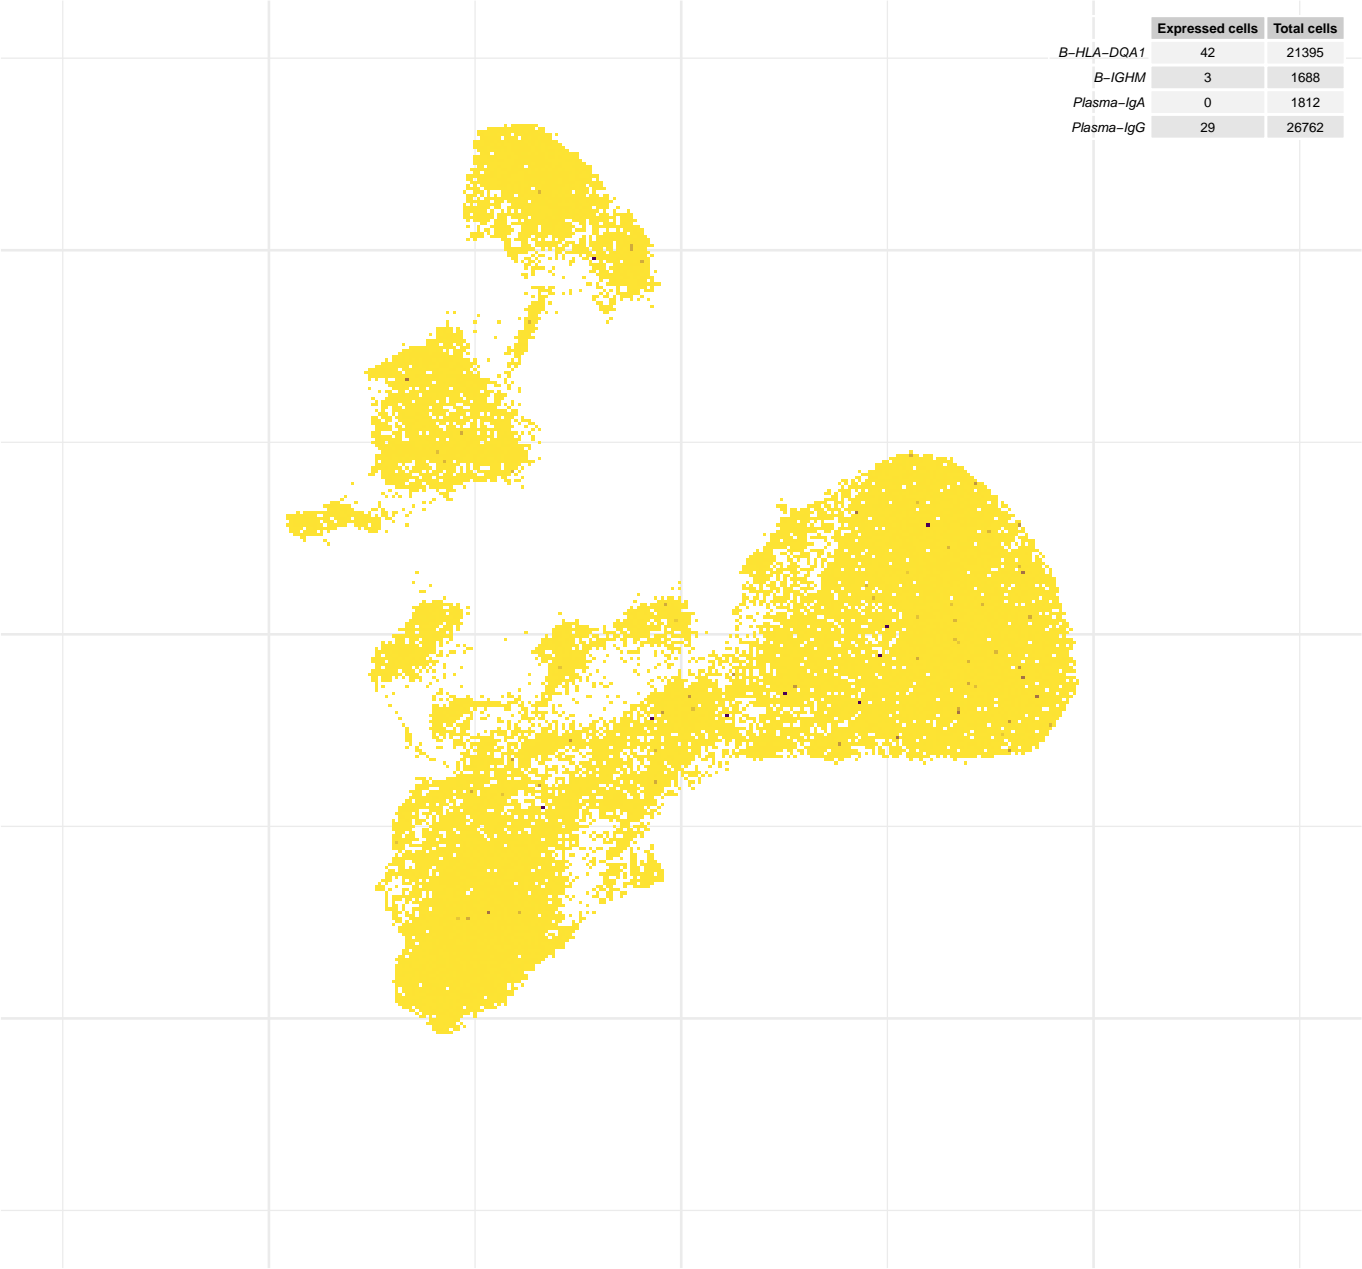 Expressed cells Total cells
B−HLA−DQA1 42 21395
B−IGHM 3 1688
Plasma−IgA 0 1812
Plasma−IgG 29 26762